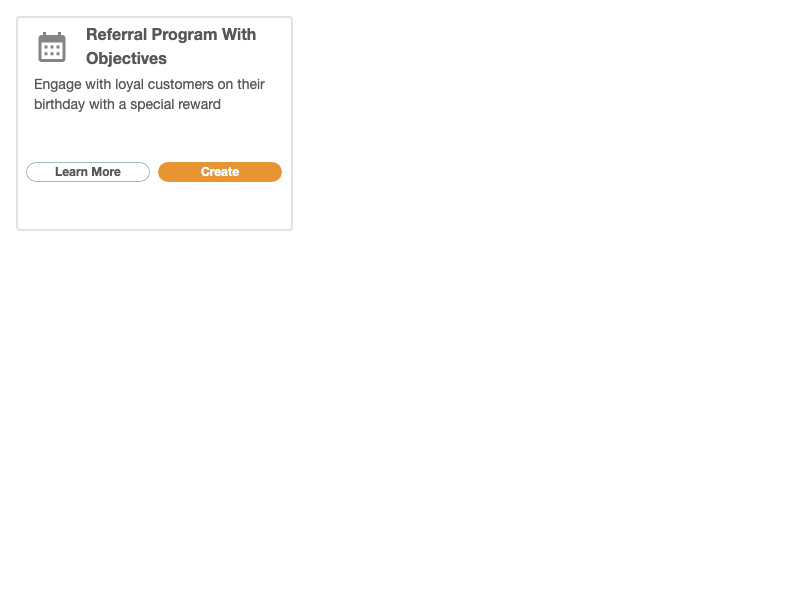 Referral Program With
Objectives
Engage with loyal customers on their
birthday with a special reward
Learn More
Create